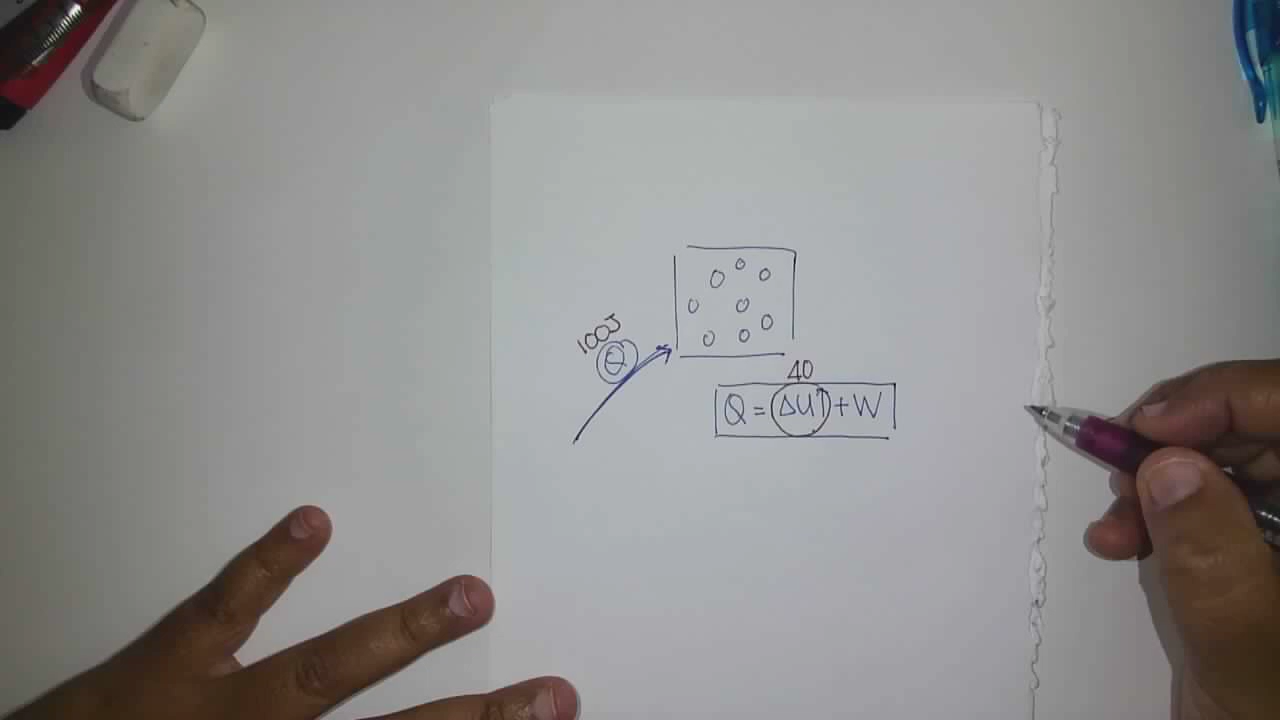 100J
Q
40
Q = ΔU↑ + W